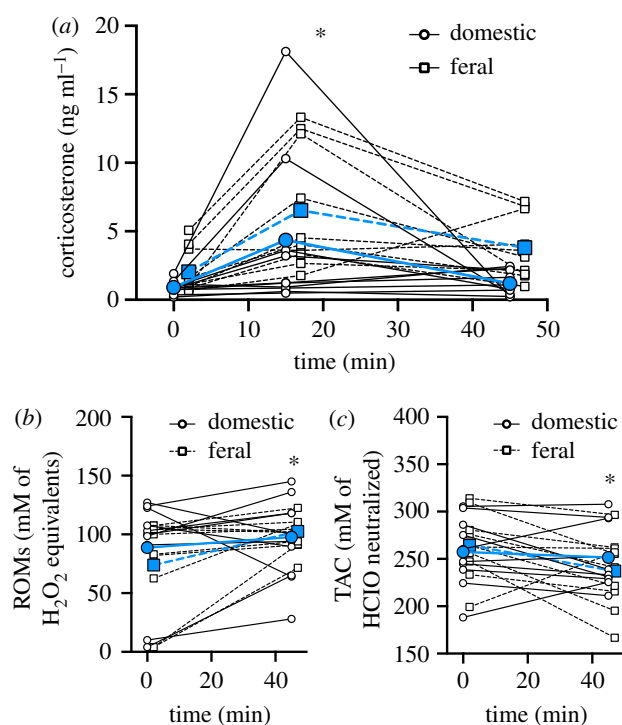 (a)
20
*
domestic
feral
15
10
5
0
corticosterone (ng ml⁻¹)
0 10 20 30 40 50
time (min)
(b)
200
domestic
feral
150
*
100
50
0
ROMs (mM of
H₂O₂ equivalents)
0 20 40
time (min)
(c)
400
domestic
feral
350
*
300
250
200
150
TAC (mM of
HClO neutralized)
0 20 40
time (min)